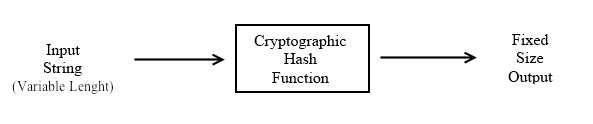 Input
String
(Variable Lenght)
Cryptographic
Hash
Function
Fixed
Size
Output